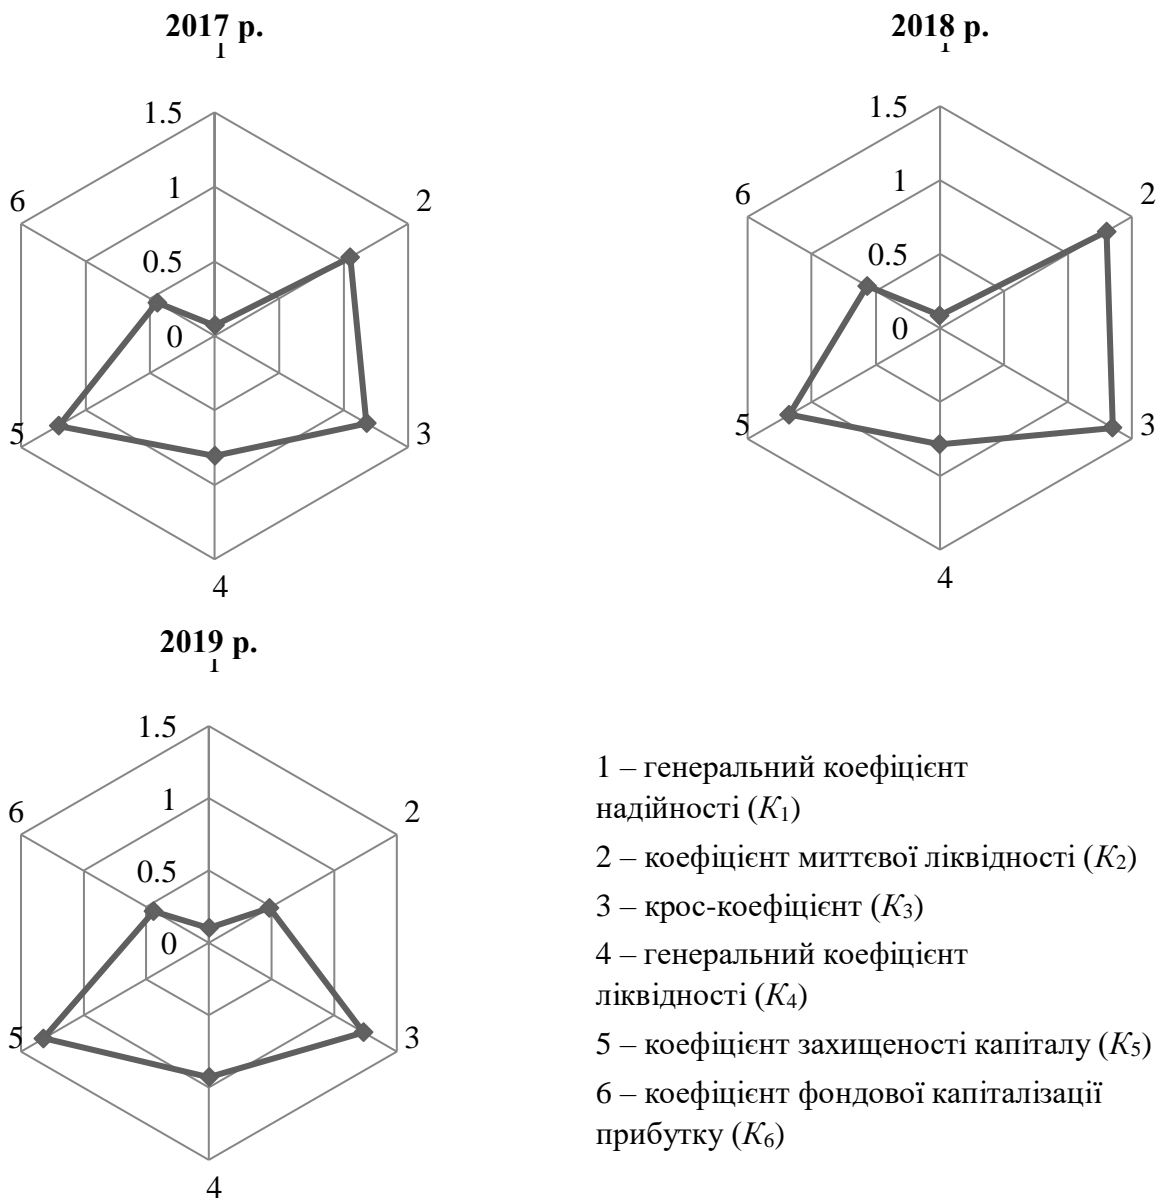 2017 р.
1
1.5
1
0.5
0
2
3
4
5
6
2018 р.
1
1.5
1
0.5
0
2
3
4
5
6
2019 р.
1
1.5
1
0.5
0
2
3
4
5
6
1 – генеральний коефіцієнт
надійності (K1)
2 – коефіцієнт миттєвої ліквідності (K2)
3 – крос-коефіцієнт (K3)
4 – генеральний коефіцієнт
ліквідності (K4)
5 – коефіцієнт захищеності капіталу (K5)
6 – коефіцієнт фондової капіталізації
прибутку (K6)